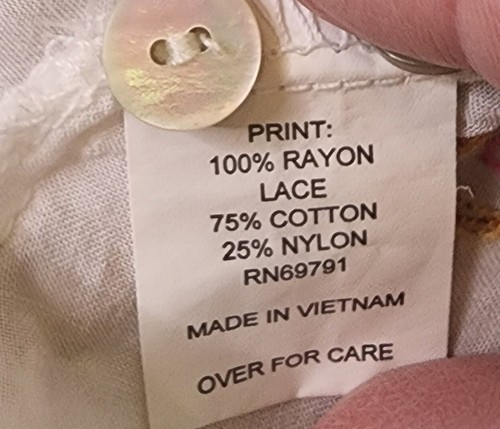 PRINT:
100% RAYON
LACE
75% COTTON
25% NYLON
RN69791
MADE IN VIETNAM
OVER FOR CARE